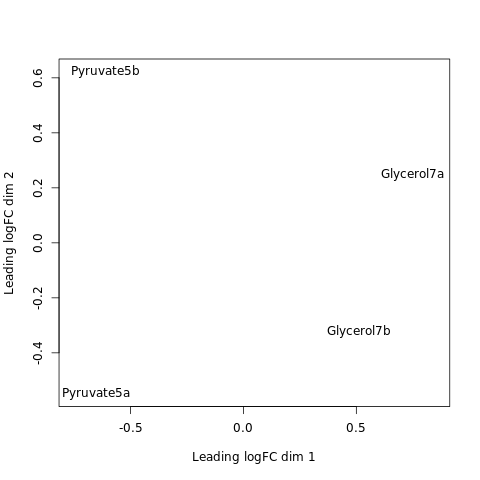 Pyruvate5b
Glycerol7a
Glycerol7b
Pyruvate5a
0.6
0.4
0.2
0.0
-0.2
-0.4
Leading logFC dim 2
-0.5 0.0 0.5
Leading logFC dim 1